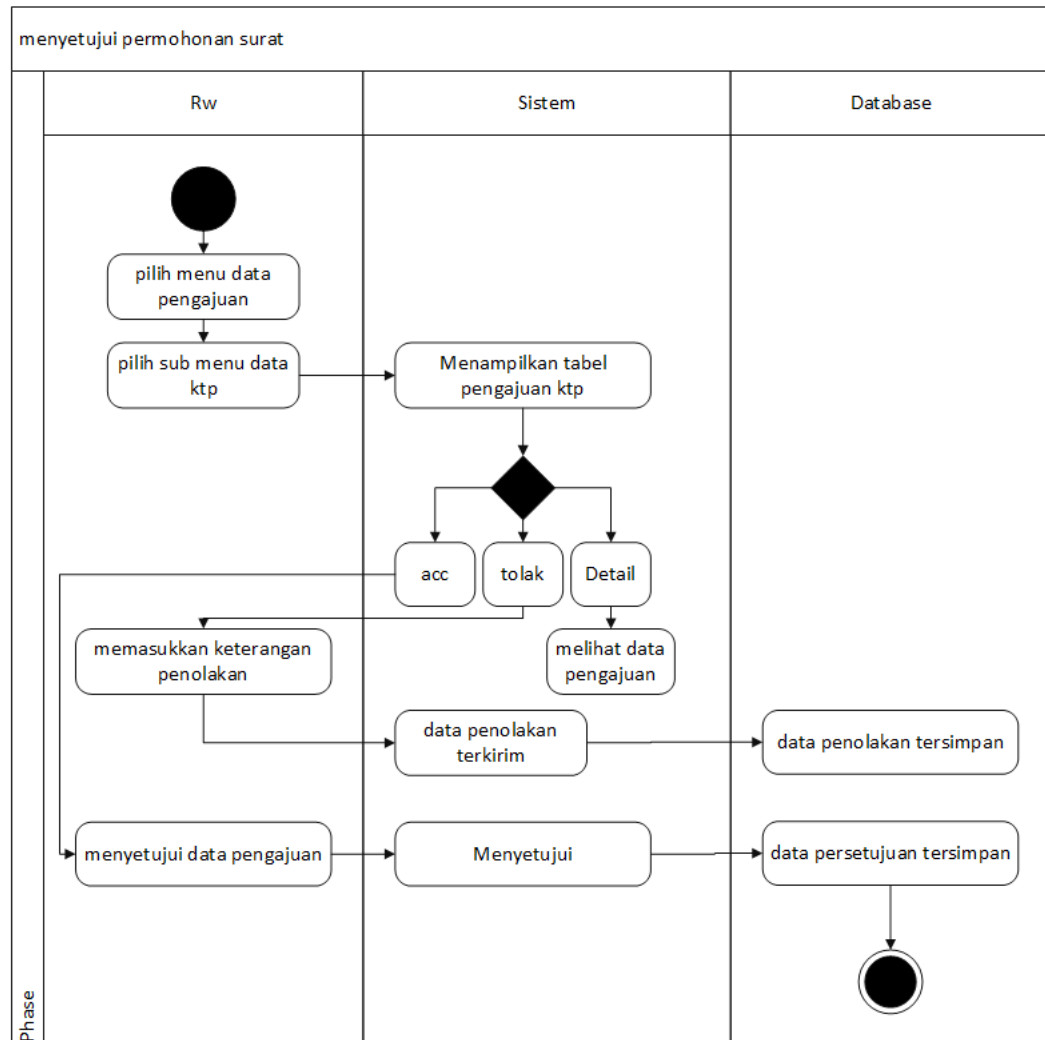 menyetujui permohonan surat
Rw
Sistem
Database
pilih menu data
pengajuan
pilih sub menu data
ktp
Menampilkan tabel
pengajuan ktp
acc
tolak
Detail
memasukkan keterangan
penolakan
melihat data
pengajuan
data penolakan
terkirim
data penolakan tersimpan
menyetujui data pengajuan
Menyetujui
data persetujuan tersimpan
Phase